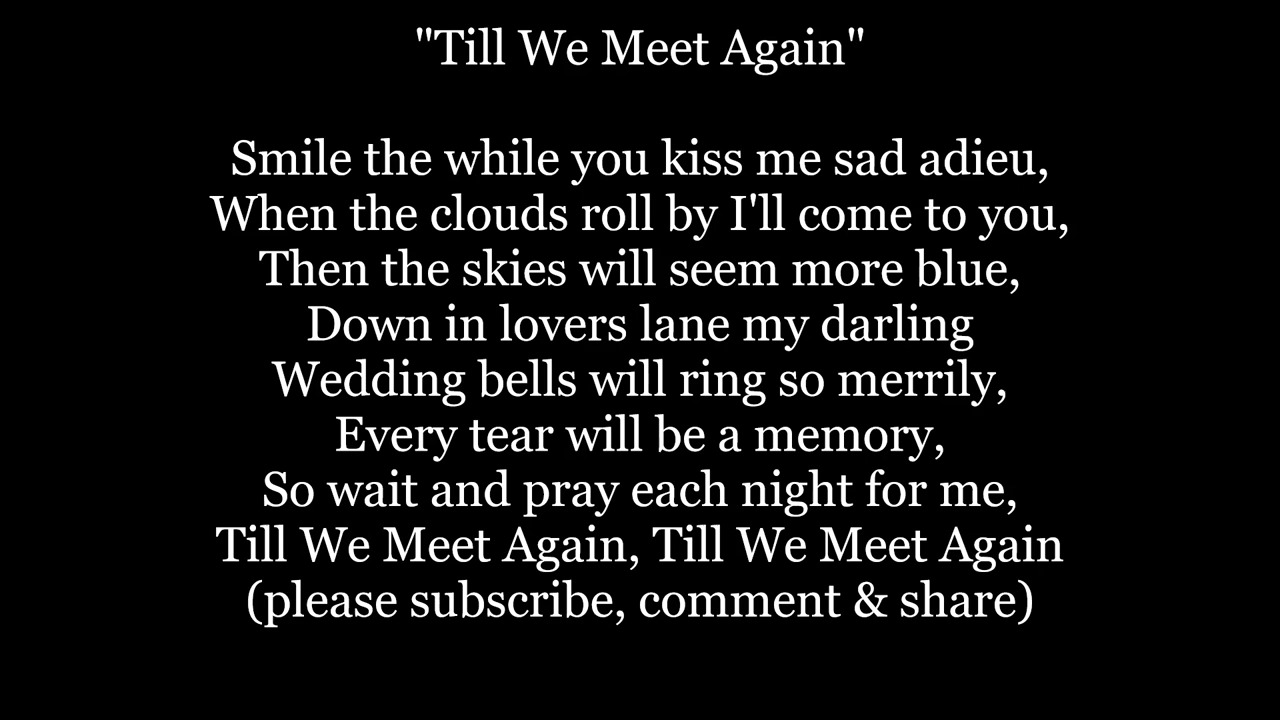 "Till We Meet Again"
Smile the while you kiss me sad adieu,
When the clouds roll by I'll come to you,
Then the skies will seem more blue,
Down in lovers lane my darling
Wedding bells will ring so merrily,
Every tear will be a memory,
So wait and pray each night for me,
Till We Meet Again, Till We Meet Again
(please subscribe, comment & share)